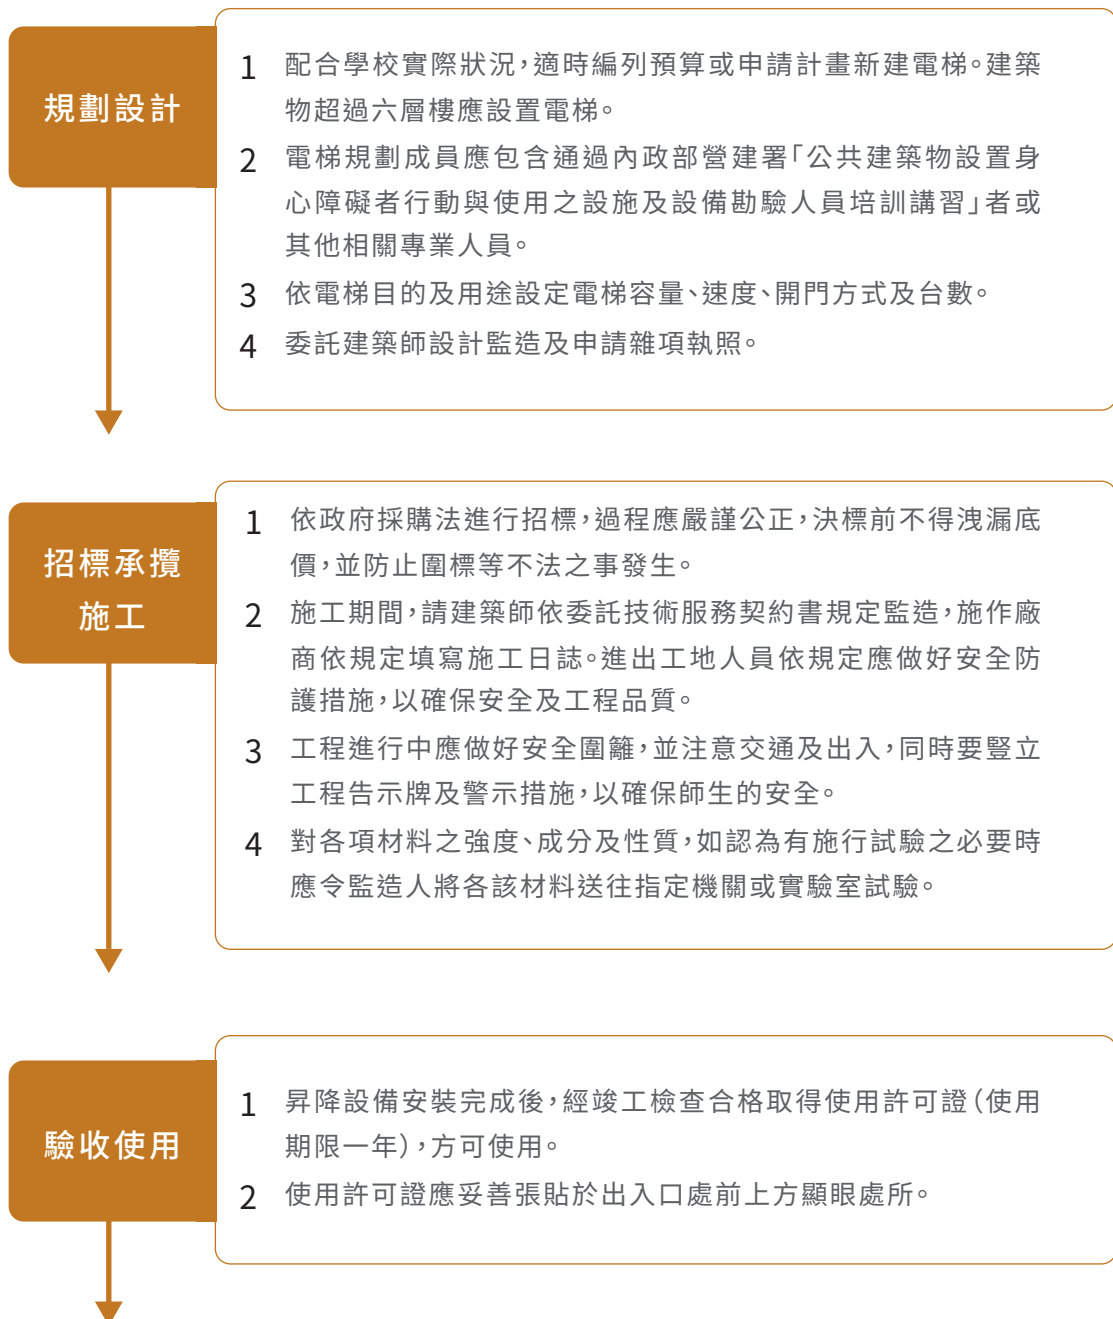 規劃設計
1 配合學校實際狀況,適時編列預算或申請計畫新建電梯。建築
物超過六層樓應設置電梯。
2 電梯規劃成員應包含通過內政部營建署「公共建築物設置身
心障礙者行動與使用之設施及設備勘驗人員培訓講習」者或
其他相關專業人員。
3 依電梯目的及用途設定電梯容量、速度、開門方式及台數。
4 委託建築師設計監造及申請雜項執照。
招標承攬
施工
1 依政府採購法進行招標,過程應嚴謹公正,決標前不得洩漏底
價,並防止圍標等不法之事發生。
2 施工期間,請建築師依委託技術服務契約書規定監造,施作廠
商依規定填寫施工日誌。進出工地人員依規定應做好安全防
護措施,以確保安全及工程品質。
3 工程進行中應做好安全圍籬,並注意交通及出入,同時要豎立
工程告示牌及警示措施,以確保師生的安全。
4 對各項材料之強度、成分及性質,如認為有施行試驗之必要時
應令監造人將各該材料送往指定機關或實驗室試驗。
驗收使用
1 昇降設備安裝完成後,經竣工檢查合格取得使用許可證(使用
期限一年),方可使用。
2 使用許可證應妥善張貼於出入口處前上方顯眼處所。